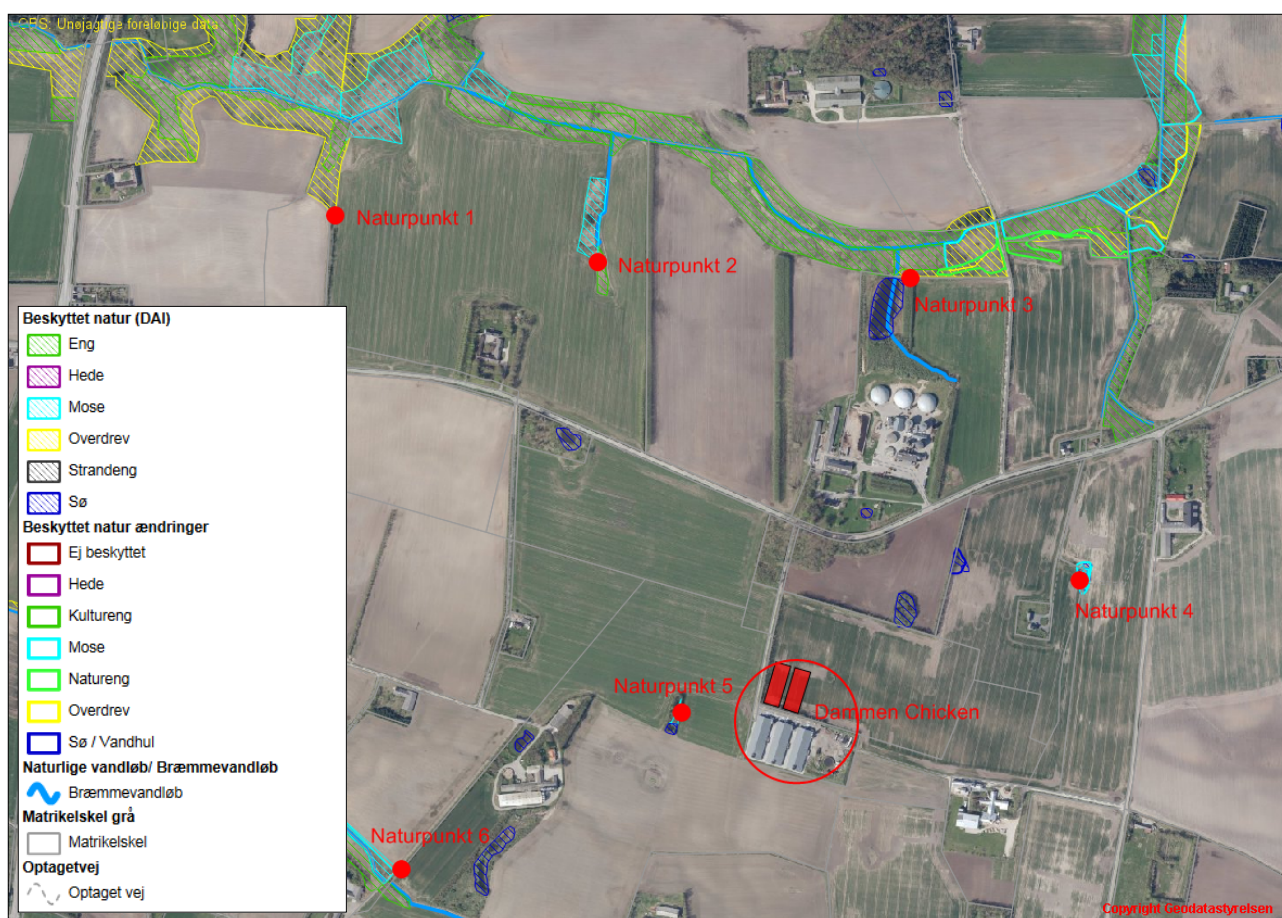 OBS: Unøjagtige foreløbige data
Naturpunkt 1
Naturpunkt 2
Naturpunkt 3
Beskyttet natur (DAI)
Eng
Hede
Mose
Overdrev
Strandeng
Sø
Beskyttet natur ændringer
Ej beskyttet
Hede
Kultureng
Mose
Natureng
Overdrev
Sø / Vandhul
Naturlige vandløb/ Bræmmevandløb
Bræmmevandløb
Matrikelskel grå
Matrikelskel
Optagetvej
Optaget vej
Naturpunkt 4
Naturpunkt 5
Dammen Chicken
Naturpunkt 6
Copyright Geodatastyrelsen